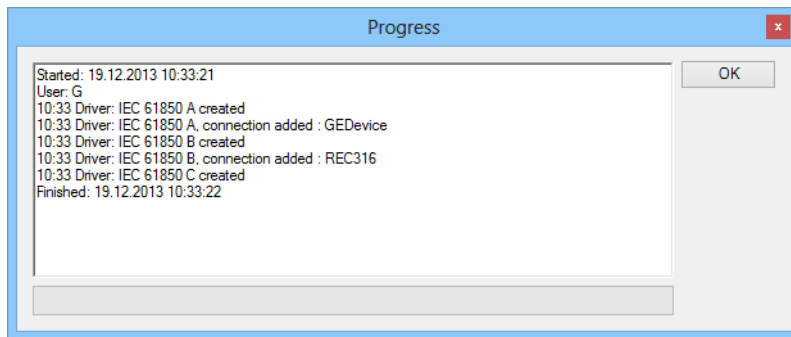 Progress
x
Started: 19.12.2013 10:33:21
OK
User: G
10:33 Driver: IEC 61850 A created
10:33 Driver: IEC 61850 A, connection added : GEDevice
10:33 Driver: IEC 61850 B created
10:33 Driver: IEC 61850 B, connection added : REC316
10:33 Driver: IEC 61850 C created
Finished: 19.12.2013 10:33:22